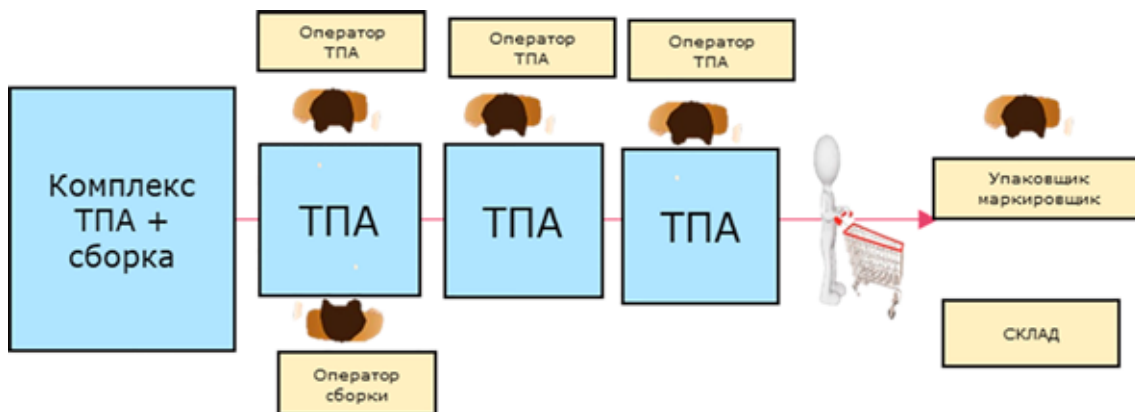 Оператор
ТПА
Оператор
ТПА
Оператор
ТПА
Комплекс
ТПА +
сборка
ТПА
ТПА
ТПА
Упаковщик
маркировщик
СКЛАД
Оператор
сборки